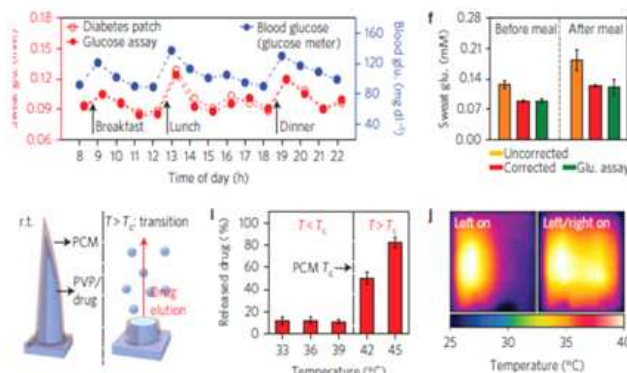 0.18
0.15
0.12
0.09
0.06
Diabetes patch
Glucose assay
Blood glucose
(glucose meter)
160
120
80
40
Blood glu.
(mg dl⁻¹)
Breakfast
Lunch
Dinner
8 9 10 11 12 13 14 15 16 17 18 19 20 21 22
Time of day (h)
f
Sweat glu. (mM)
0.28
0.21
0.14
0.07
0
Before meal
After meal
Uncorrected
Corrected
Glu. assay
r.t.
PCM
PVP/
drug
T > Tc: transition
Drug
elution
i
Released drug (%)
100
80
60
40
20
0
T < Tc
T > Tc
PCM Tc
33 36 39 42 45
Temperature (°C)
j
Left on
Left/right on
25 30 35 40
Temperature (°C)